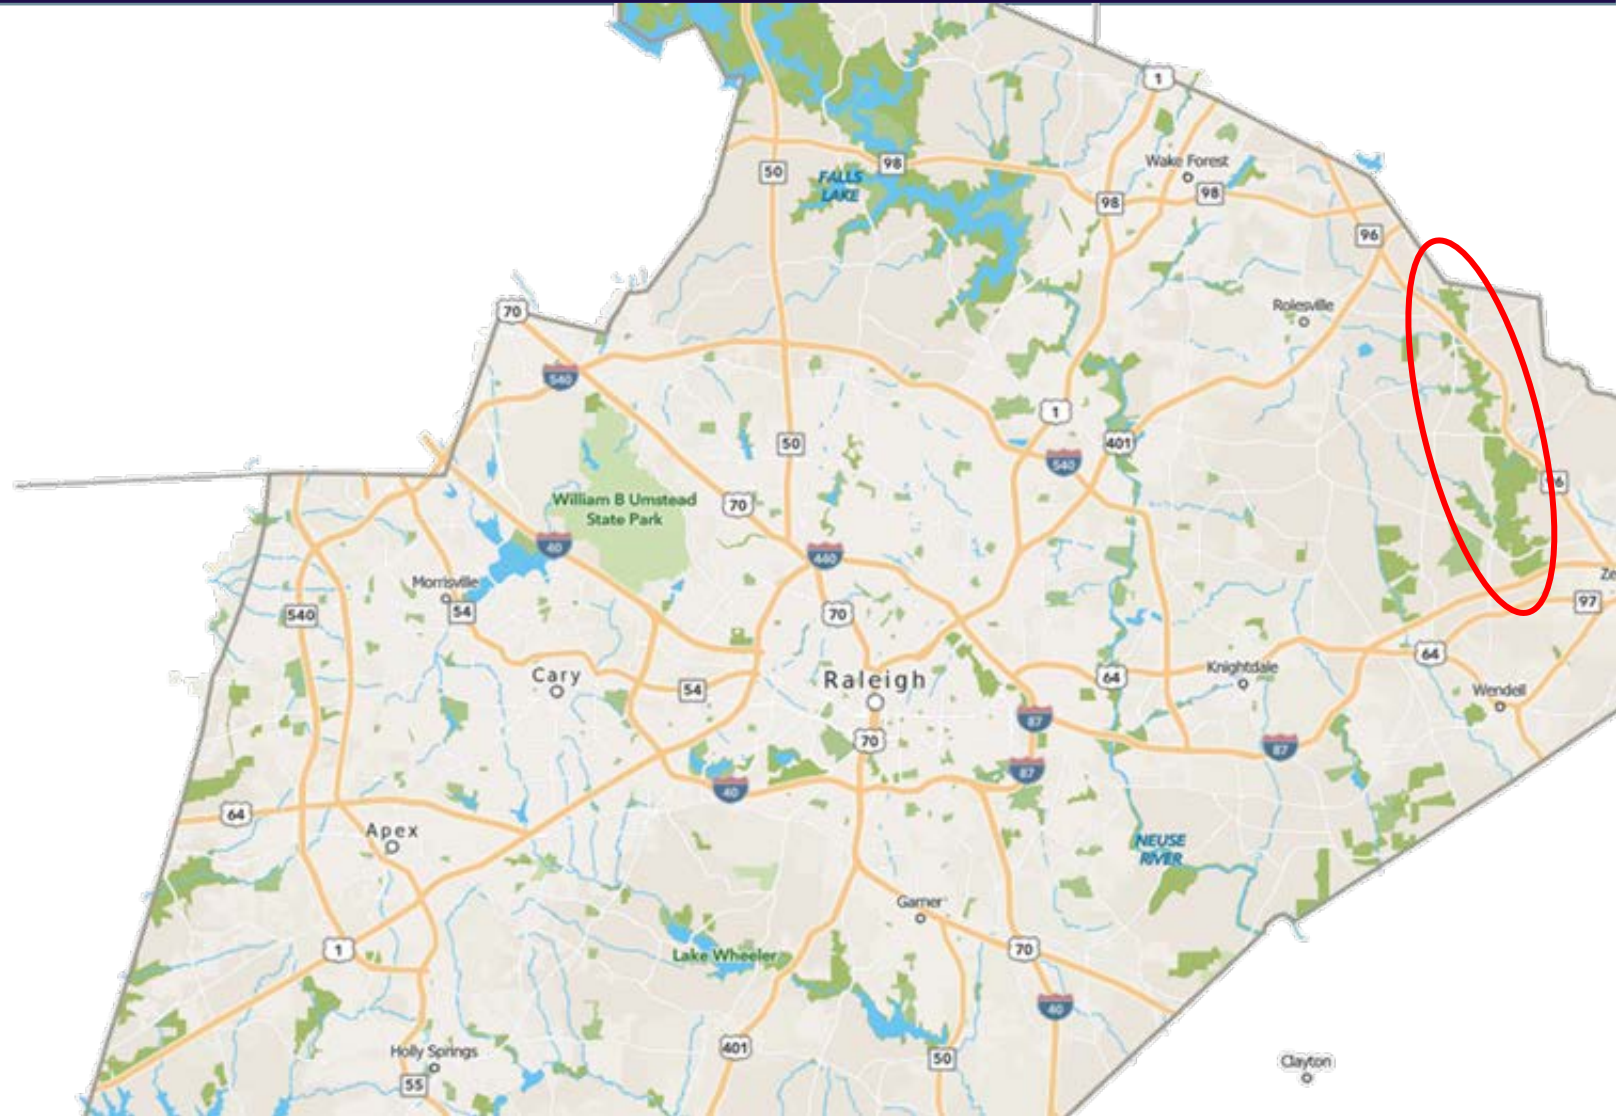 1
98
Wake Forest
50
FALLS
LAKE
98
98
96
70
Rolesville
540
1
50
401
540
96
William B Umstead
State Park
70
40
440
Morrisville
54
540
70
97
64
Knightdale
64
Cary
Raleigh
54
Wendell
87
70
87
87
40
64
Apex
NEUSE
RIVER
Garner
1
70
Lake Wheeler
40
401
Holly Springs
50
Clayton
55